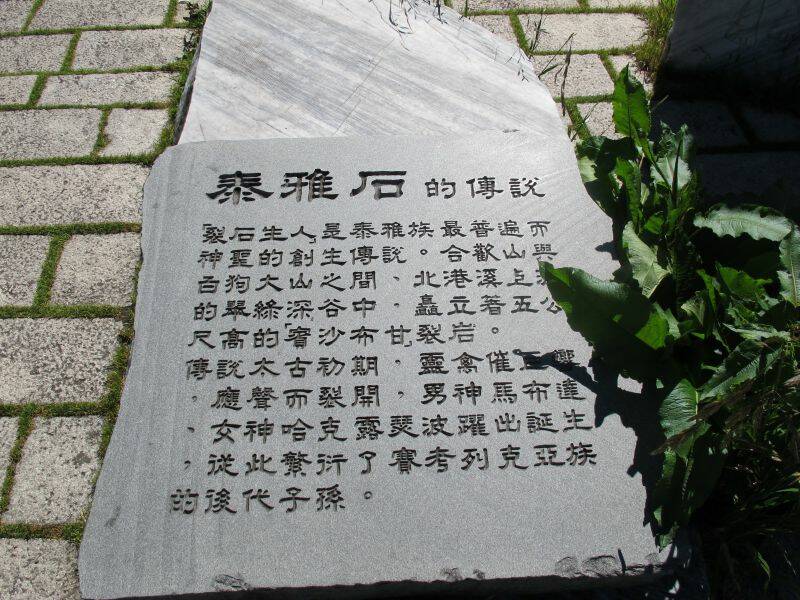 泰雅石的傳說
「裂石生人」是泰雅族最普遍而
神聖的創生傳說。合歡山與
白狗大山之間、北港溪上
的翠綠深谷中，矗立著五公
尺高的「賓沙布甘」裂岩。
傳說太古初期，靈禽催
，應聲而裂開，男神馬布達
、女神哈克露瑟波躍出誕生
，從此繁衍了賽考列克亞族
的後代子孫。